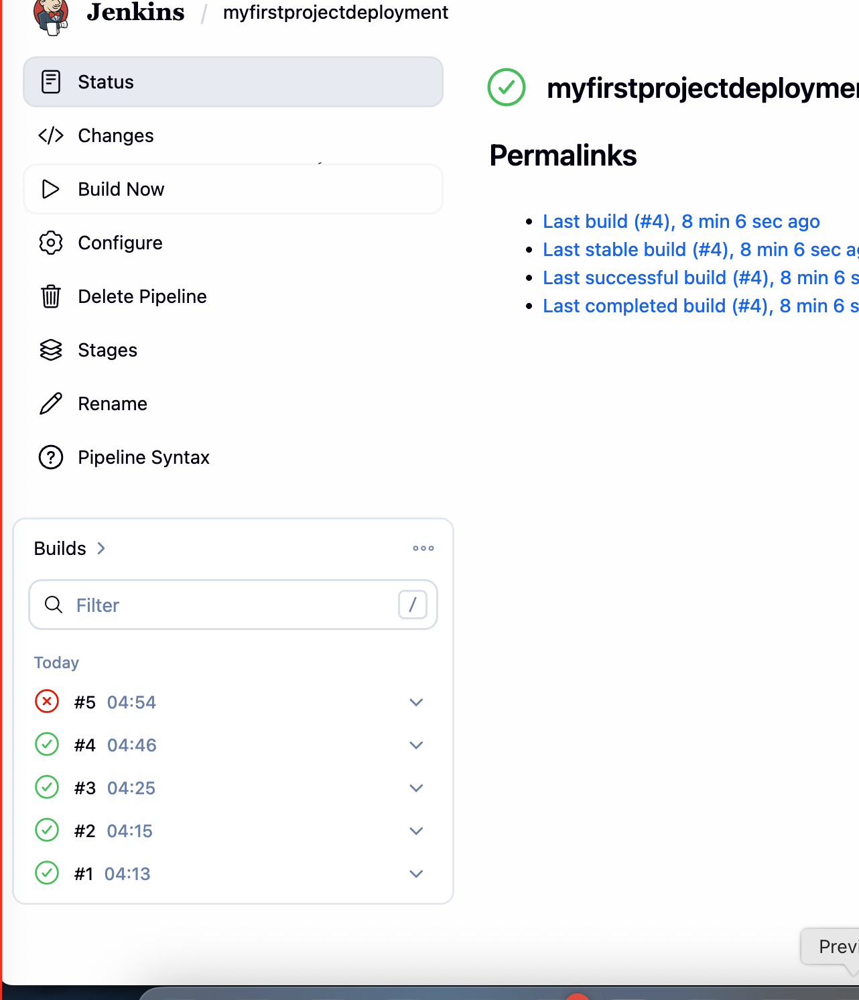 Jenkins / myfirstprojectdeployment
Status
Changes
Build Now
Configure
Delete Pipeline
Stages
Rename
Pipeline Syntax
myfirstprojectdeploymen
Permalinks
Last build (#4), 8 min 6 sec ago
Last stable build (#4), 8 min 6 sec ag
Last successful build (#4), 8 min 6 s
Last completed build (#4), 8 min 6 s
Builds
Filter /
Today
#5 04:54
#4 04:46
#3 04:25
#2 04:15
#1 04:13
Previ